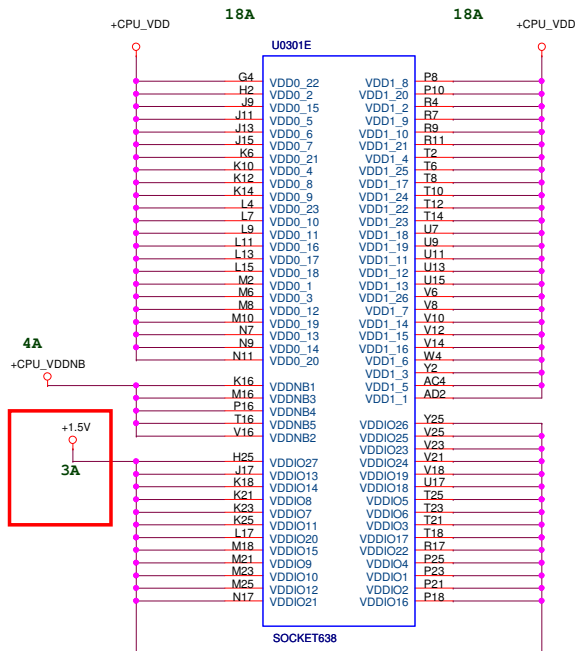 18A 18A
+CPU_VDD +CPU_VDD
U0301E
G4 VDD0_22 VDD1_8 P8
H2 VDD0_2 VDD1_20 P10
J9 VDD0_15 VDD1_2 R4
J11 VDD0_5 VDD1_9 R7
J13 VDD0_6 VDD1_10 R9
J15 VDD0_7 VDD1_21 R11
K6 VDD0_21 VDD1_4 T2
K10 VDD0_4 VDD1_25 T6
K12 VDD0_8 VDD1_17 T8
K14 VDD0_9 VDD1_24 T10
L4 VDD0_23 VDD1_22 T12
L7 VDD0_10 VDD1_23 T14
L9 VDD0_11 VDD1_18 U7
L11 VDD0_16 VDD1_19 U9
L13 VDD0_17 VDD1_11 U11
L15 VDD0_18 VDD1_12 U13
M2 VDD0_1 VDD1_13 U15
M6 VDD0_3 VDD1_26 V6
M8 VDD0_12 VDD1_7 V8
M10 VDD0_19 VDD1_14 V10
N7 VDD0_13 VDD1_15 V12
N9 VDD0_14 VDD1_16 V14
N11 VDD0_20 VDD1_6 W4
4A
+CPU_VDDNB
VDD1_3 Y2
K16 VDDNB1 VDD1_5 AC4
M16 VDDNB3 VDD1_1 AD2
P16 VDDNB4
T16 VDDNB5 VDDIO26 Y25
V16 VDDNB2 VDDIO25 V25
+1.5V
VDDIO23 V23
H25 VDDIO27 VDDIO24 V21
3A
J17 VDDIO13 VDDIO19 V18
K18 VDDIO14 VDDIO18 U17
K21 VDDIO8 VDDIO5 T25
K23 VDDIO7 VDDIO6 T23
K25 VDDIO11 VDDIO3 T21
L17 VDDIO20 VDDIO17 T18
M18 VDDIO15 VDDIO22 R17
M21 VDDIO9 VDDIO4 P25
M23 VDDIO10 VDDIO1 P23
M25 VDDIO12 VDDIO2 P21
N17 VDDIO21 VDDIO16 P18
SOCKET638